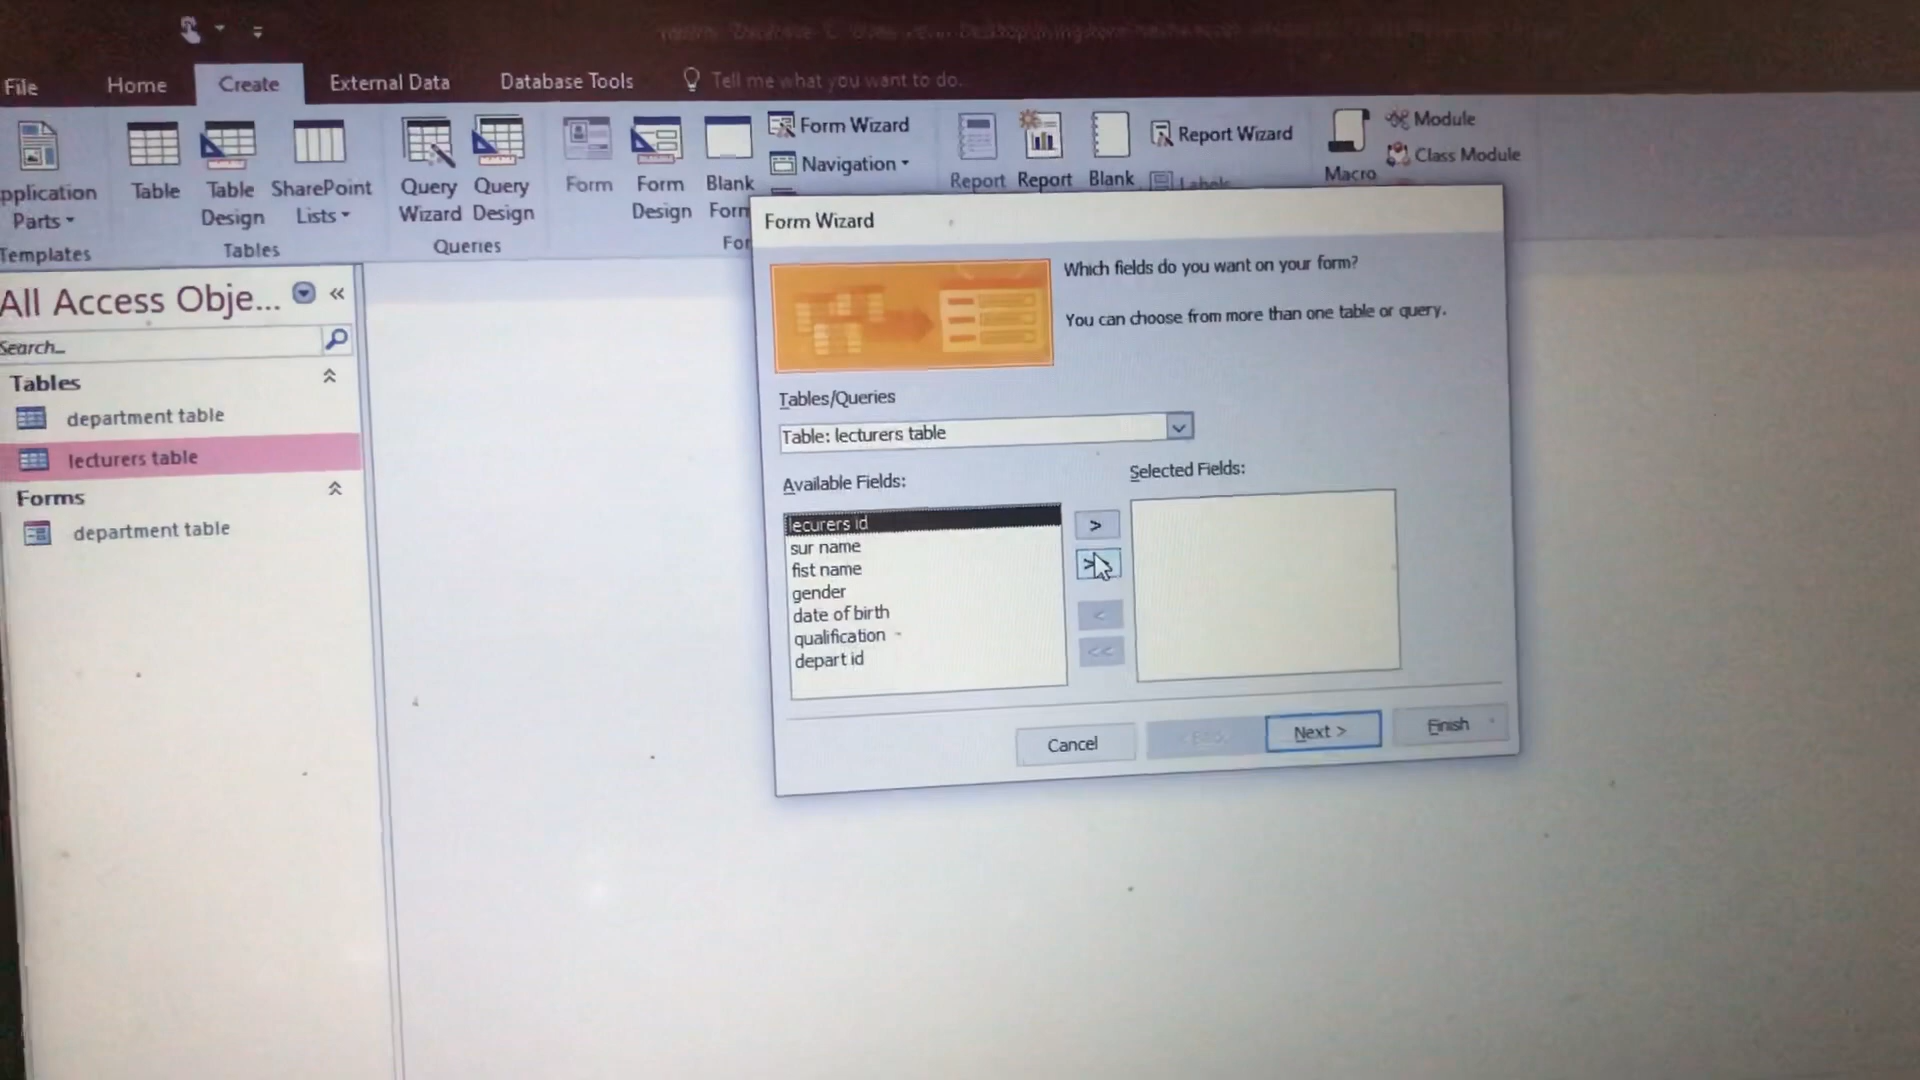 File Home Create External Data Database Tools Tell me what you want to do.
pplication Parts
Templates
Table
Table Design
SharePoint Lists
Tables
Query Wizard
Query Design
Queries
Form
Form Design
Blank Form
Form Wizard
Navigation
For
Report
Report
Blank
Report Wizard
Labels
Macro
Module
Class Module
All Access Obje...
Search...
Tables
department table
lecturers table
Forms
department table
Form Wizard
Which fields do you want on your form?
You can choose from more than one table or query.
Tables/Queries
Table: lecturers table
Available Fields:
Selected Fields:
lecurers id
sur name
fist name
gender
date of birth
qualification
depart id
>
>>
<
<<
Cancel
Next >
Finish